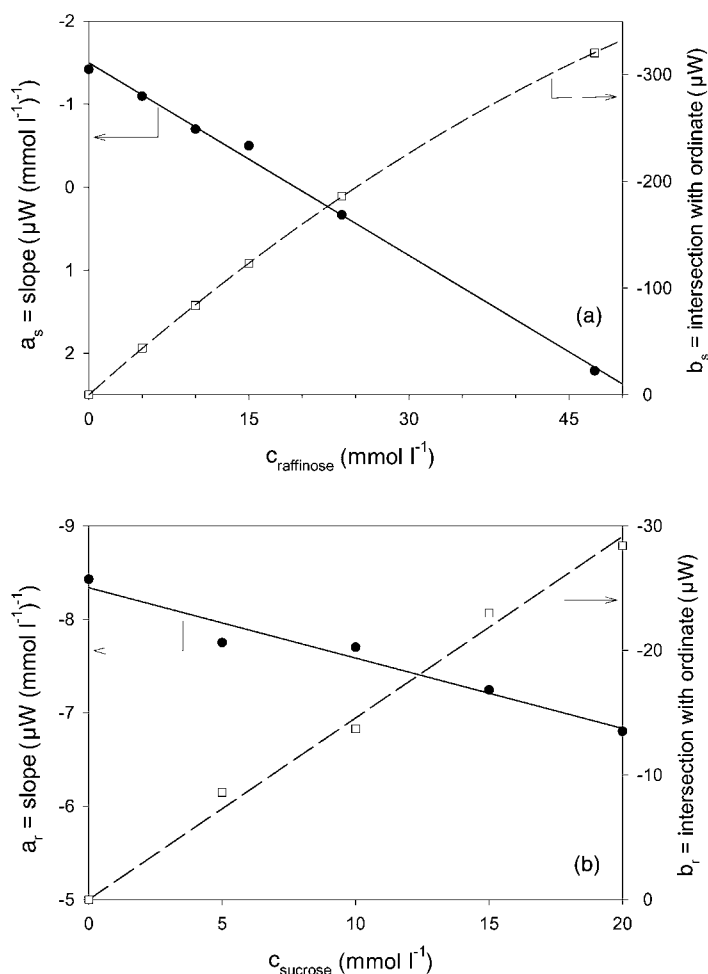 -2
-1
0
1
2
a_s = slope (µW (mmol l⁻¹)⁻¹)
-300
-200
-100
0
b_s = intersection with ordinate (µW)
(a)
0 15 30 45
c_raffinose (mmol l⁻¹)
-9
-8
-7
-6
-5
a_r = slope (µW (mmol l⁻¹)⁻¹)
-30
-20
-10
0
b_r = intersection with ordinate (µW)
(b)
0 5 10 15 20
c_sucrose (mmol l⁻¹)